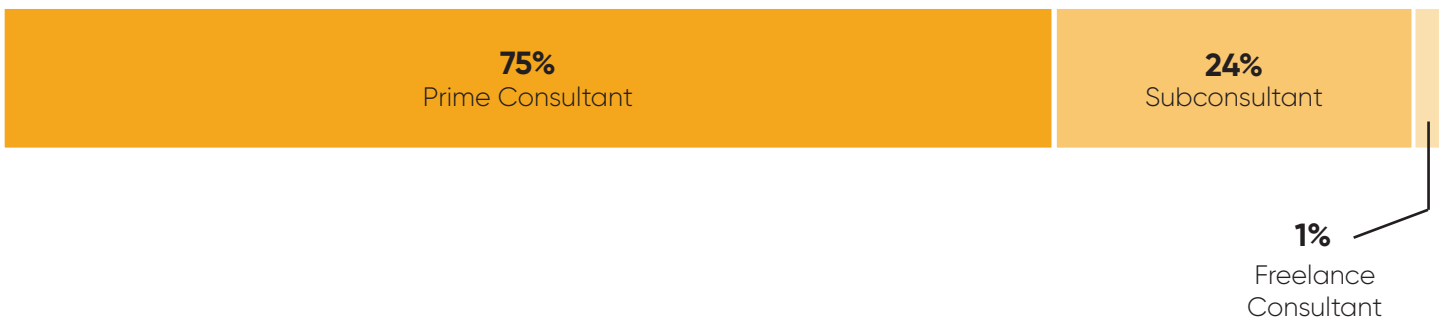 75%
Prime Consultant
24%
Subconsultant
1%
Freelance
Consultant